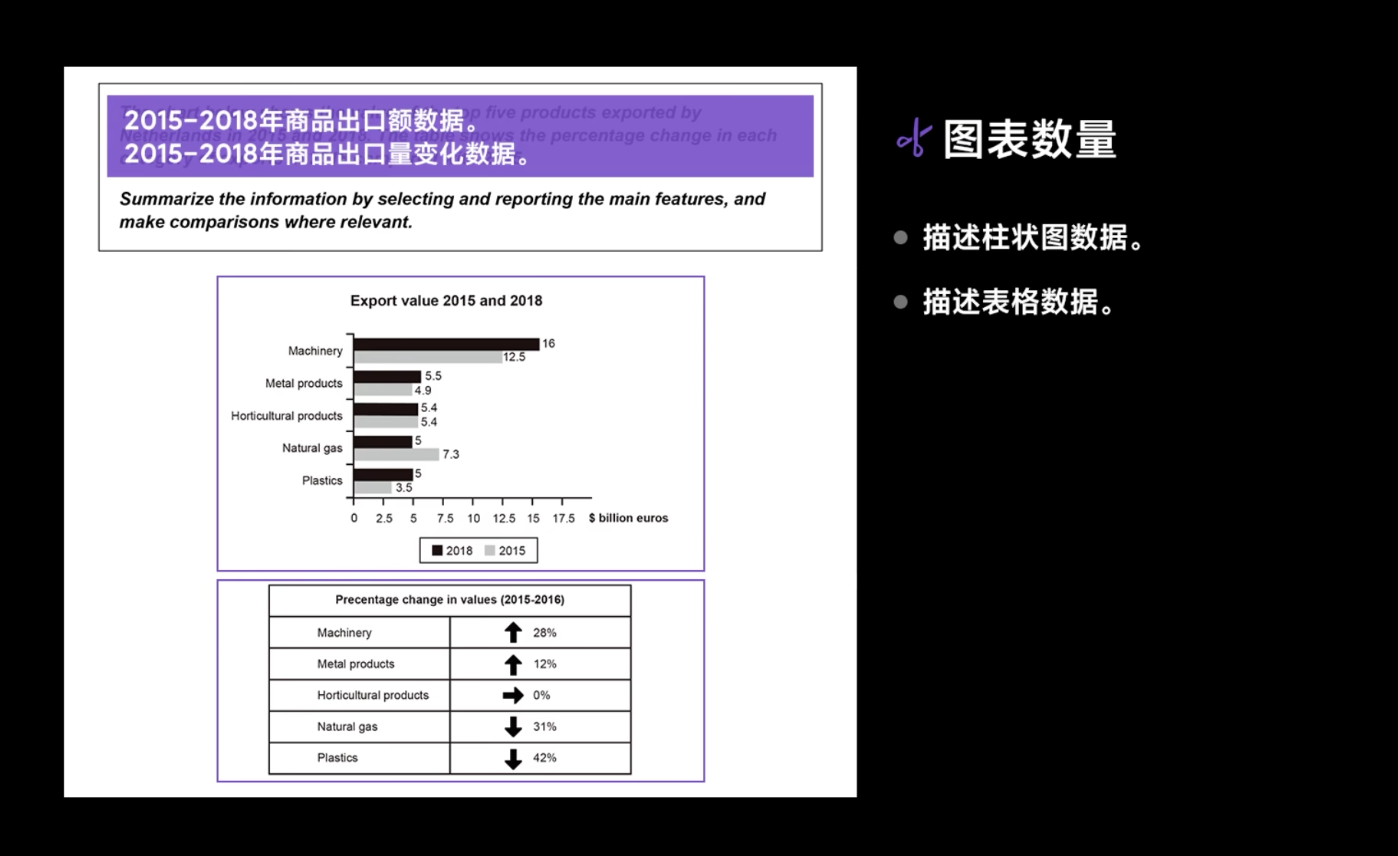 2015-2018年商品出口额数据。
2015-2018年商品出口量变化数据。
Summarize the information by selecting and reporting the main features, and
make comparisons where relevant.
Export value 2015 and 2018
Machinery 16
12.5
Metal products 5.5
4.9
Horticultural products 5.4
5.4
Natural gas 5
7.3
Plastics 5
3.5
0 2.5 5 7.5 10 12.5 15 17.5 $ billion euros
2018 2015
Precentage change in values (2015-2016)
Machinery 28%
Metal products 12%
Horticultural products 0%
Natural gas 31%
Plastics 42%
图表数量
描述柱状图数据。
描述表格数据。